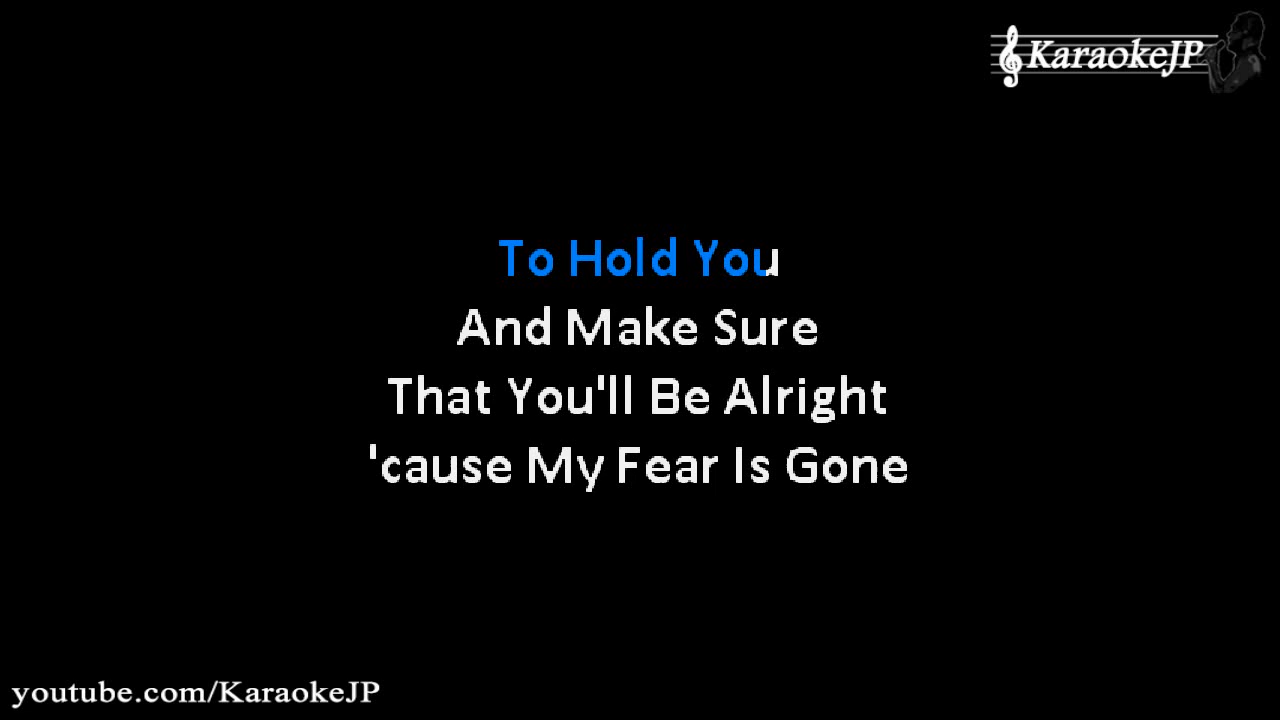 KaraokeJP
To Hold You
And Make Sure
That You'll Be Alright
'cause My Fear Is Gone
youtube.com/KaraokeJP